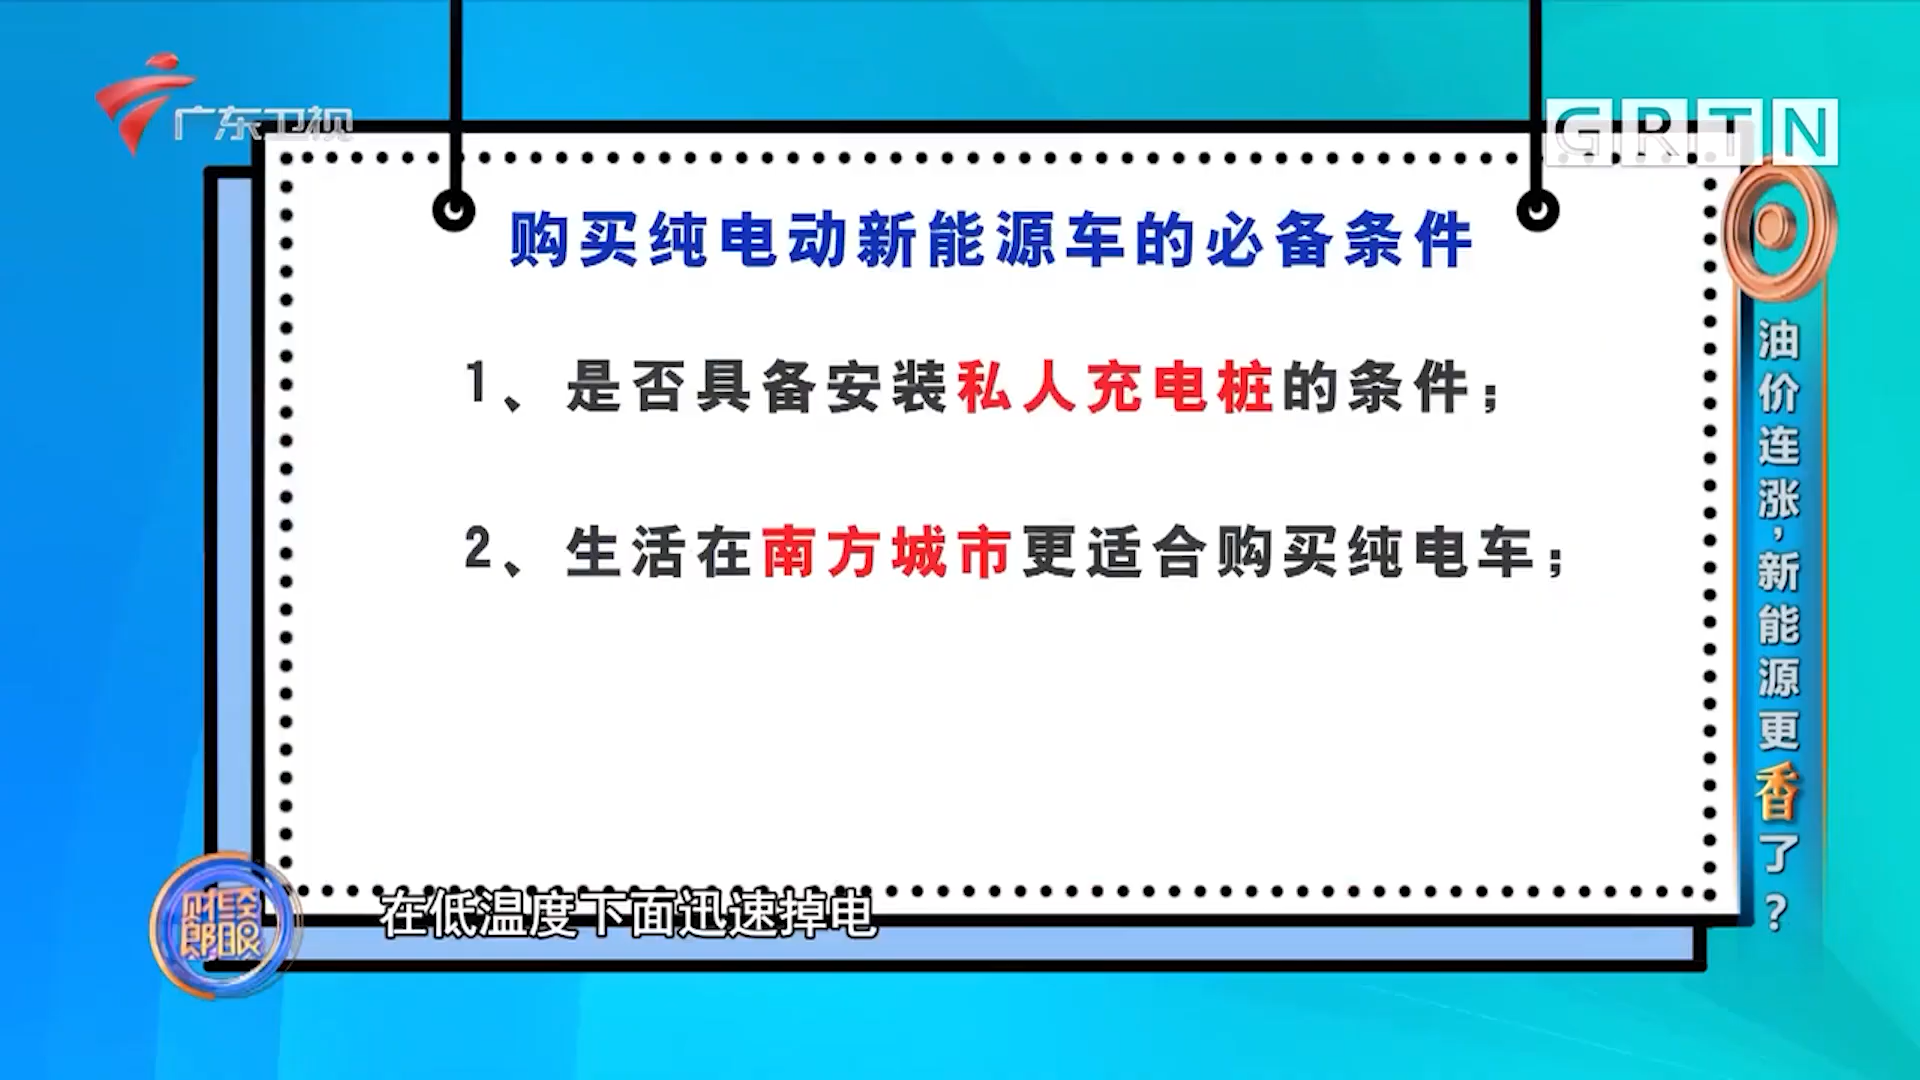 广东卫视
GRTN
购买纯电动新能源车的必备条件
1、是否具备安装私人充电桩的条件；
2、生活在南方城市更适合购买纯电车；
油价连涨，新能源更香了？
财经
郎眼
在低温度下面迅速掉电